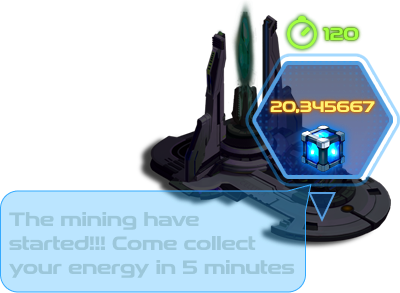 120
20,345667
The mining have
started!!! Come collect
your energy in 5 minutes